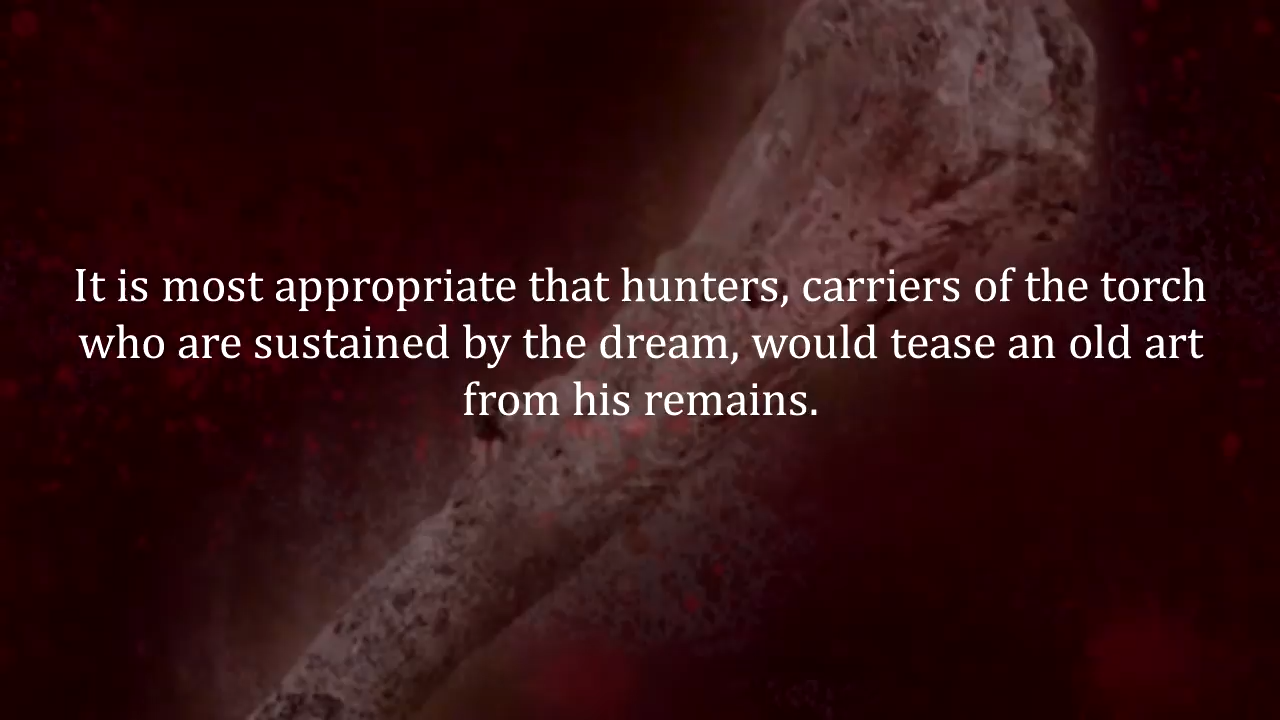 It is most appropriate that hunters, carriers of the torch
who are sustained by the dream, would tease an old art
from his remains.